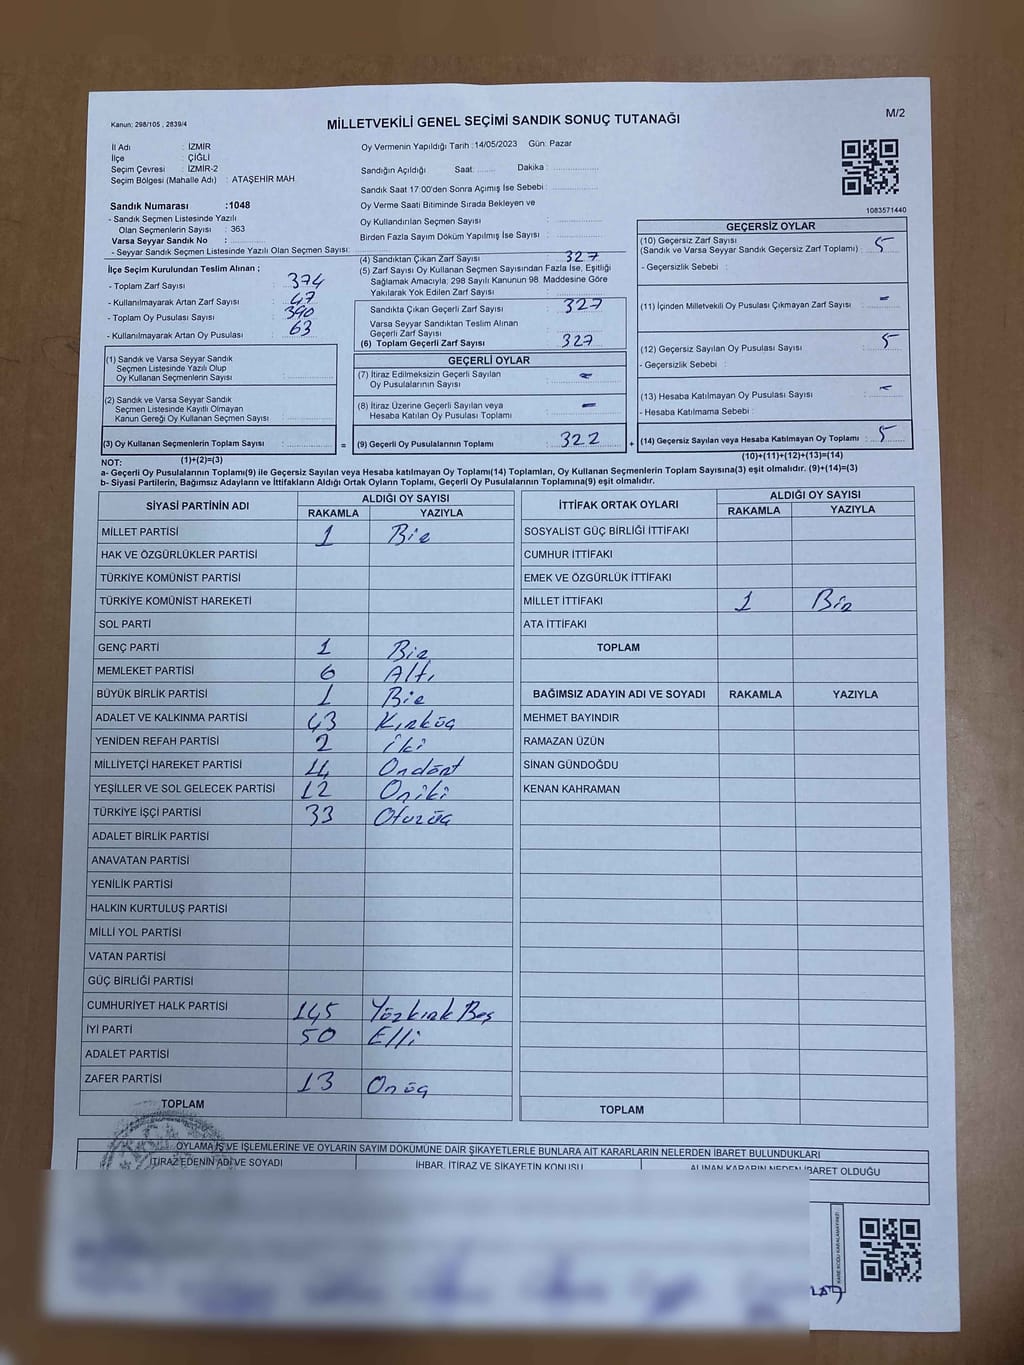 Kanun: 298/105 , 2839/4
MİLLETVEKİLİ GENEL SEÇİMİ SANDIK SONUÇ TUTANAĞI
M/2
İl Adı : İZMİR
İlçe : ÇİĞLİ
Seçim Çevresi : İZMİR-2
Seçim Bölgesi (Mahalle Adı) : ATAŞEHİR MAH.
Oy Vermenin Yapıldığı Tarih : 14/05/2023 Gün: Pazar
Sandığın Açıldığı Saat: Dakika :
Sandık Saat 17:00'den Sonra Açımış İse Sebebi :
Oy Verme Saati Bitiminde Sırada Bekleyen ve
Oy Kullandırılan Seçmen Sayısı :
Birden Fazla Sayım Döküm Yapılmış İse Sayısı :
1083571440
Sandık Numarası :1048
- Sandık Seçmen Listesinde Yazılı
Olan Seçmenlerin Sayısı : 363
Varsa Seyyar Sandık No :
- Seyyar Sandık Seçmen Listesinde Yazılı Olan Seçmen Sayısı:
İlçe Seçim Kurulundan Teslim Alınan ;
- Toplam Zarf Sayısı : 374
- Kullanılmayarak Artan Zarf Sayısı : 47
- Toplam Oy Pusulası Sayısı : 390
- Kullanılmayarak Artan Oy Pusulası : 63
(1) Sandık ve Varsa Seyyar Sandık
Seçmen Listesinde Yazılı Olup
Oy Kullanan Seçmenlerin Sayısı :
(2) Sandık ve Varsa Seyyar Sandık
Seçmen Listesinde Kayıtlı Olmayan
Kanun Gereği Oy Kullanan Seçmen Sayısı :
(3) Oy Kullanan Seçmenlerin Toplam Sayısı :
(1)+(2)=(3)
(4) Sandıktan Çıkan Zarf Sayısı : 327
(5) Zarf Sayısı Oy Kullanan Seçmen Sayısından Fazla İse, Eşitliği
Sağlamak Amacıyla; 298 Sayılı Kanunun 98. Maddesine Göre
Yakılarak Yok Edilen Zarf Sayısı :
Sandıkta Çıkan Geçerli Zarf Sayısı : 327
Varsa Seyyar Sandıktan Teslim Alınan
Geçerli Zarf Sayısı :
(6) Toplam Geçerli Zarf Sayısı : 327
GEÇERLİ OYLAR
(7) İtiraz Edilmeksizin Geçerli Sayılan
Oy Pusulalarının Sayısı : -
(8) İtiraz Üzerine Geçerli Sayılan veya
Hesaba Katılan Oy Pusulası Toplamı : -
= (9) Geçerli Oy Pusulalarının Toplamı : 322 +
GEÇERSİZ OYLAR
(10) Geçersiz Zarf Sayısı
(Sandık ve Varsa Seyyar Sandık Geçersiz Zarf Toplamı) : 5
- Geçersizlik Sebebi :
(11) İçinden Milletvekili Oy Pusulası Çıkmayan Zarf Sayısı : -
(12) Geçersiz Sayılan Oy Pusulası Sayısı : 5
- Geçersizlik Sebebi :
(13) Hesaba Katılmayan Oy Pusulası Sayısı : -
- Hesaba Katılmama Sebebi :
(14) Geçersiz Sayılan veya Hesaba Katılmayan Oy Toplamı : 5
(10)+(11)+(12)+(13)=(14)
NOT:
a- Geçerli Oy Pusulalarının Toplamı(9) ile Geçersiz Sayılan veya Hesaba katılmayan Oy Toplamı(14) Toplamları, Oy Kullanan Seçmenlerin Toplam Sayısına(3) eşit olmalıdır. (9)+(14)=(3)
b- Siyasi Partilerin, Bağımsız Adayların ve İttifakların Aldığı Ortak Oyların Toplamı, Geçerli Oy Pusulalarının Toplamına(9) eşit olmalıdır.
SİYASİ PARTİNİN ADI ALDIĞI OY SAYISI
RAKAMLA YAZIYLA
MİLLET PARTİSİ 1 Bir
HAK VE ÖZGÜRLÜKLER PARTİSİ
TÜRKİYE KOMÜNİST PARTİSİ
TÜRKİYE KOMÜNİST HAREKETİ
SOL PARTİ
GENÇ PARTİ 1 Bir
MEMLEKET PARTİSİ 6 Altı
BÜYÜK BİRLİK PARTİSİ 1 Bir
ADALET VE KALKINMA PARTİSİ 43 Kırküç
YENİDEN REFAH PARTİSİ 2 iki
MİLLİYETÇİ HAREKET PARTİSİ 14 Ondört
YEŞİLLER VE SOL GELECEK PARTİSİ 12 Oniki
TÜRKİYE İŞÇİ PARTİSİ 33 Otuzüç
ADALET BİRLİK PARTİSİ
ANAVATAN PARTİSİ
YENİLİK PARTİSİ
HALKIN KURTULUŞ PARTİSİ
MİLLİ YOL PARTİSİ
VATAN PARTİSİ
GÜÇ BİRLİĞİ PARTİSİ
CUMHURİYET HALK PARTİSİ 145 Yüzkırk Beş
İYİ PARTİ 50 Elli
ADALET PARTİSİ
ZAFER PARTİSİ 13 Onüç
TOPLAM
İTTİFAK ORTAK OYLARI ALDIĞI OY SAYISI
RAKAMLA YAZIYLA
SOSYALİST GÜÇ BİRLİĞİ İTTİFAKI
CUMHUR İTTİFAKI
EMEK VE ÖZGÜRLÜK İTTİFAKI
MİLLET İTTİFAKI 1 Bir
ATA İTTİFAKI
TOPLAM
BAĞIMSIZ ADAYIN ADI VE SOYADI RAKAMLA YAZIYLA
MEHMET BAYINDIR
RAMAZAN ÜZÜN
SİNAN GÜNDOĞDU
KENAN KAHRAMAN
TOPLAM
OYLAMA İŞ VE İŞLEMLERİNE VE OYLARIN SAYIM DÖKÜMÜNE DAİR ŞİKAYETLERLE BUNLARA AİT KARARLARIN NELERDEN İBARET BULUNDUKLARI
İTİRAZ EDENİN ADI VE SOYADI İHBAR, İTİRAZ VE ŞİKAYETİN KONUSU ALINAN KARARIN NEDEN İBARET OLDUĞU